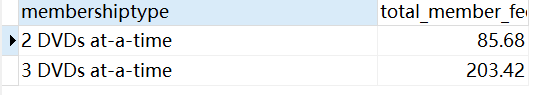 membershiptype total_member_fe
2 DVDs at-a-time 85.68
3 DVDs at-a-time 203.42